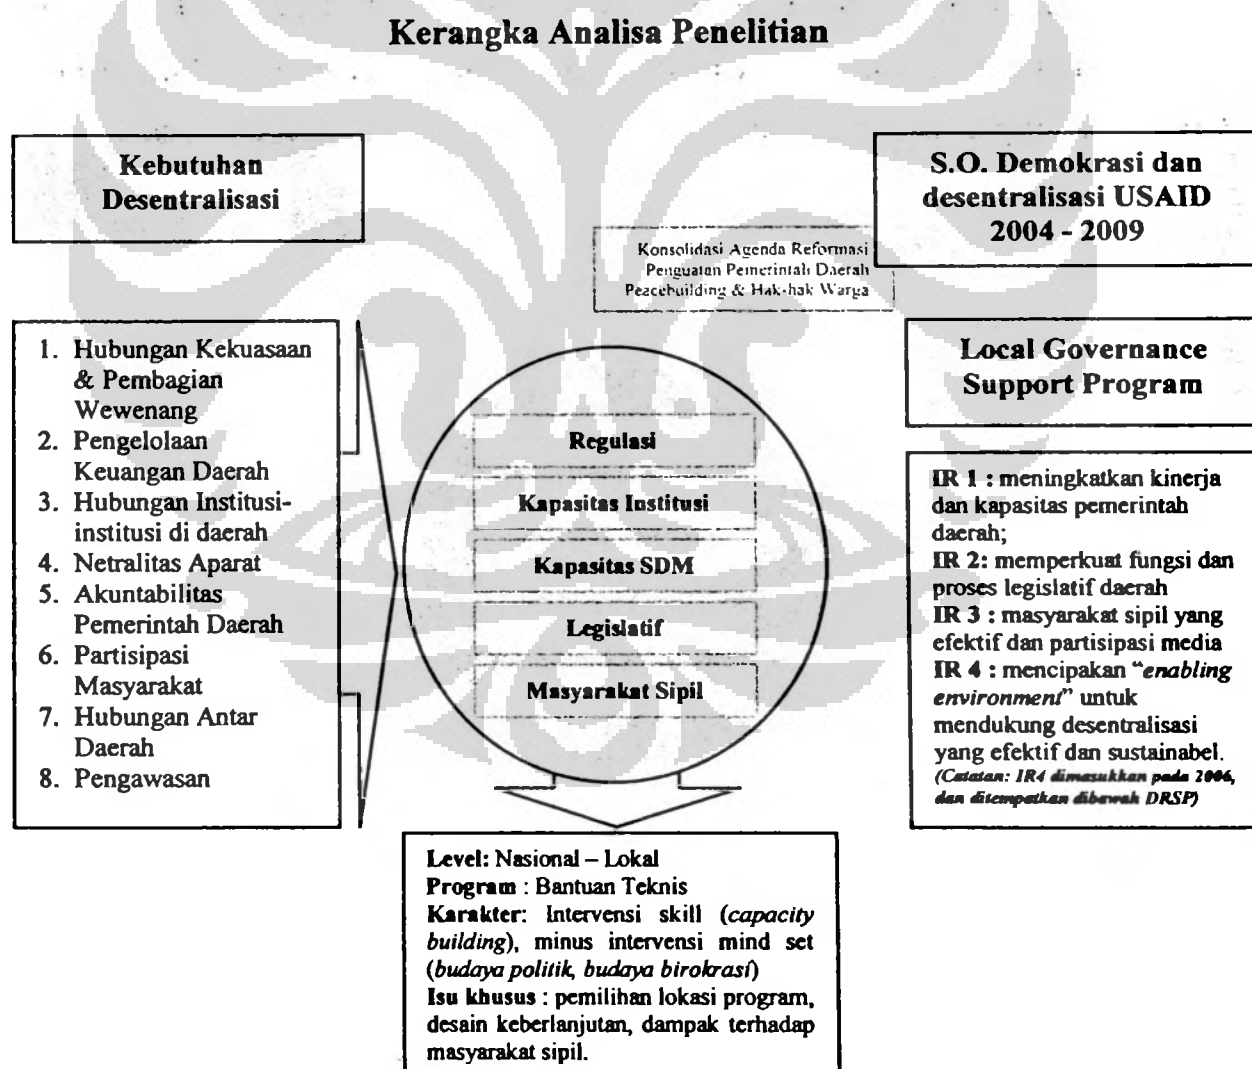 Kerangka Analisa Penelitian
Kebutuhan
Desentralisasi
S.O. Demokrasi dan
desentralisasi USAID
2004 - 2009
Konsolidasi Agenda Reformasi
Penguatan Pemerintah Daerah
Peacebuilding & Hak-hak Warga
1. Hubungan Kekuasaan
& Pembagian
Wewenang
2. Pengelolaan
Keuangan Daerah
3. Hubungan Institusi-
institusi di daerah
4. Netralitas Aparat
5. Akuntabilitas
Pemerintah Daerah
6. Partisipasi
Masyarakat
7. Hubungan Antar
Daerah
8. Pengawasan
Regulasi
Kapasitas Institusi
Kapasitas SDM
Legislatif
Masyarakat Sipil
Local Governance
Support Program
IR 1 : meningkatkan kinerja
dan kapasitas pemerintah
daerah;
IR 2: memperkuat fungsi dan
proses legislatif daerah
IR 3 : masyarakat sipil yang
efektif dan partisipasi media
IR 4 : mencipakan “enabling
environment” untuk
mendukung desentralisasi
yang efektif dan sustainabel.
(Catatan: IR4 dimasukkan pada 2006,
dan ditempatkan dibawah DRSP)
Level: Nasional – Lokal
Program : Bantuan Teknis
Karakter: Intervensi skill (capacity
building), minus intervensi mind set
(budaya politik, budaya birokrasi)
Isu khusus : pemilihan lokasi program,
desain keberlanjutan, dampak terhadap
masyarakat sipil.